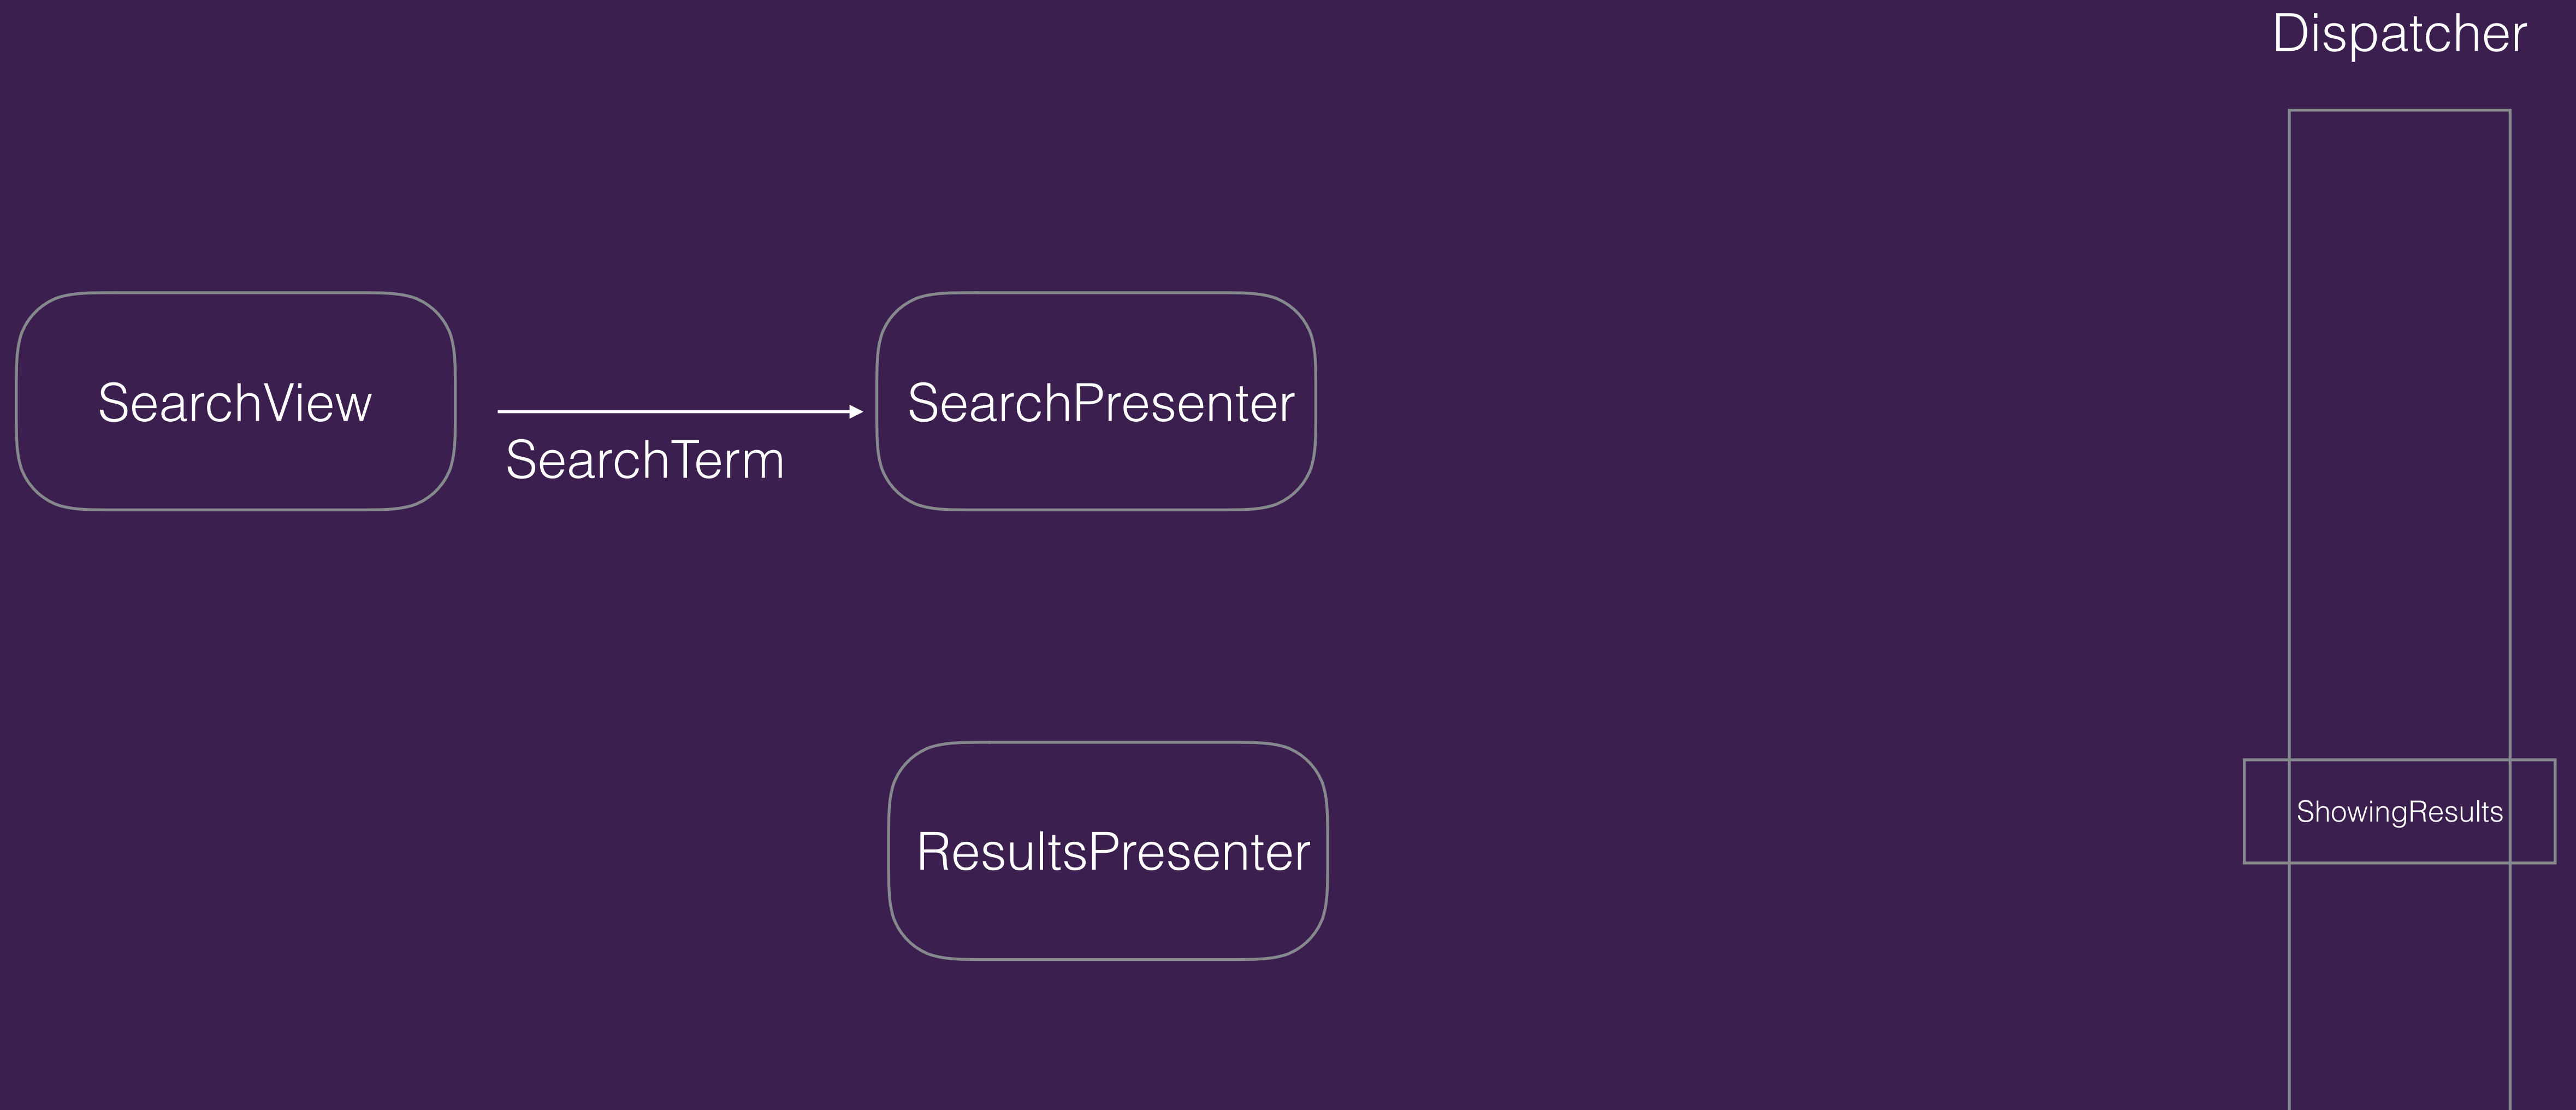 Dispatcher
SearchView
SearchTerm
SearchPresenter
ShowingResults
ResultsPresenter